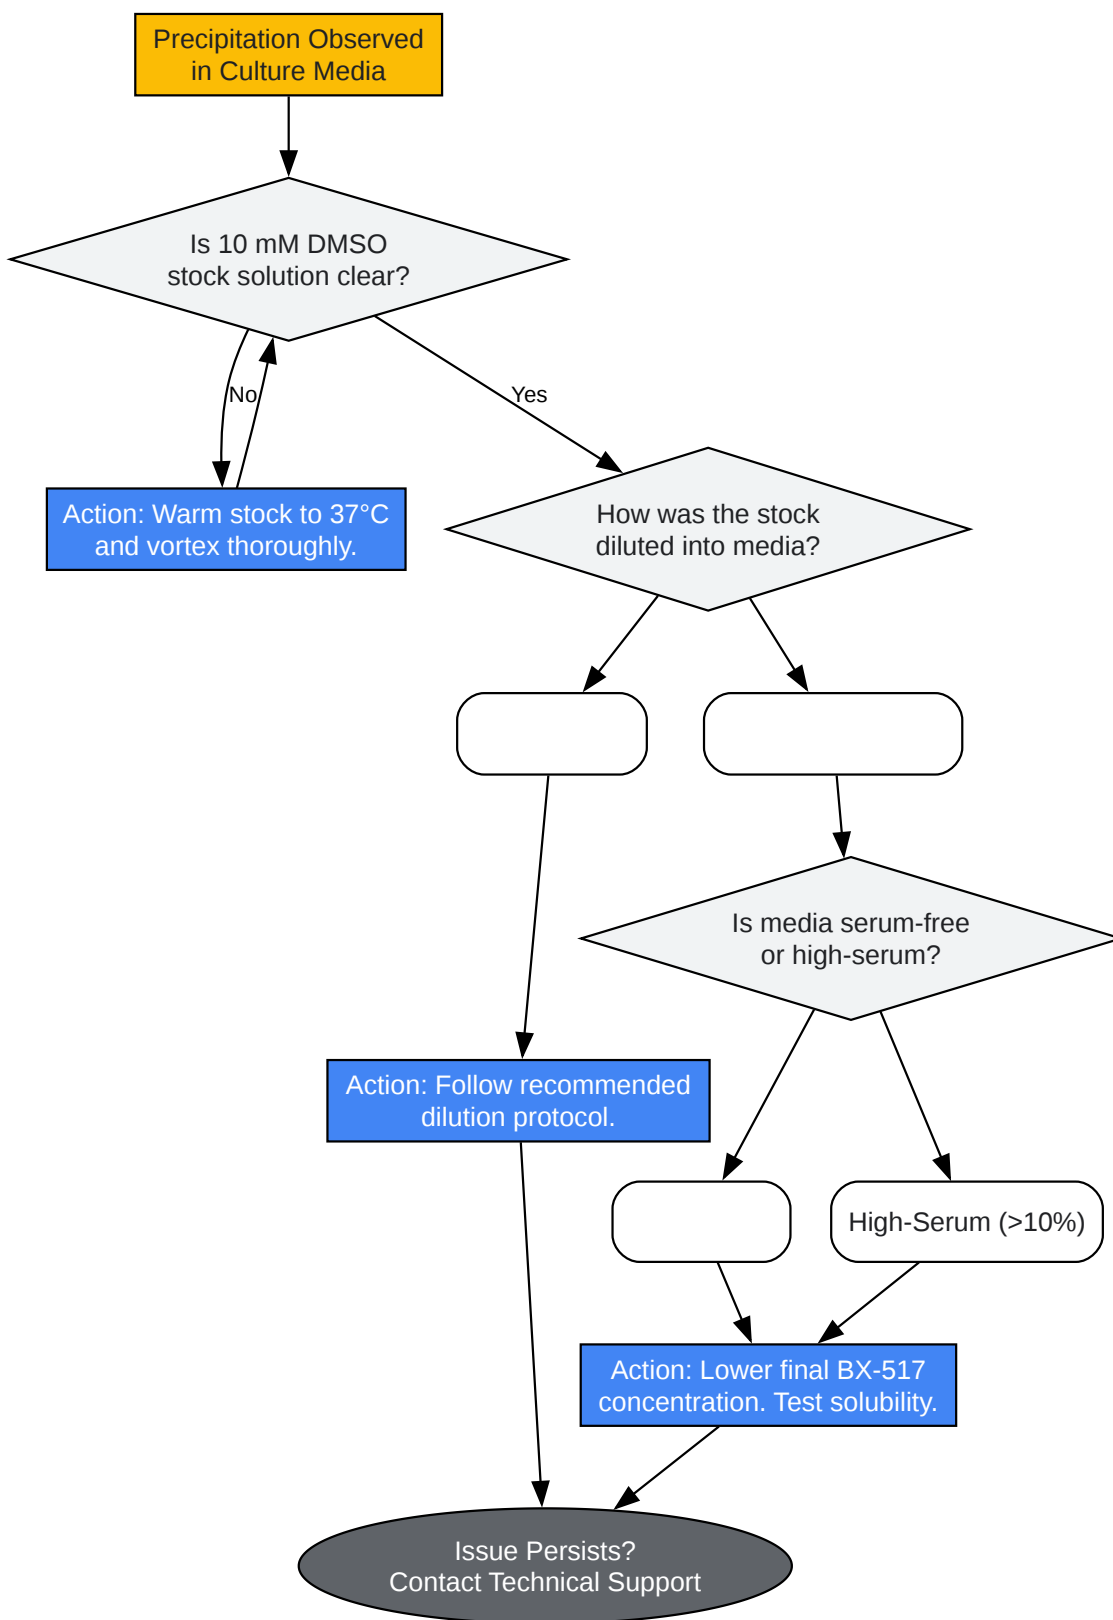 Precipitation Observed
in Culture Media
Is 10 mM DMSO
stock solution clear?
No
Yes
Action: Warm stock to 37°C
and vortex thoroughly.
How was the stock
diluted into media?
Is media serum-free
or high-serum?
Action: Follow recommended
dilution protocol.
High-Serum (>10%)
Action: Lower final BX-517
concentration. Test solubility.
Issue Persists?
Contact Technical Support